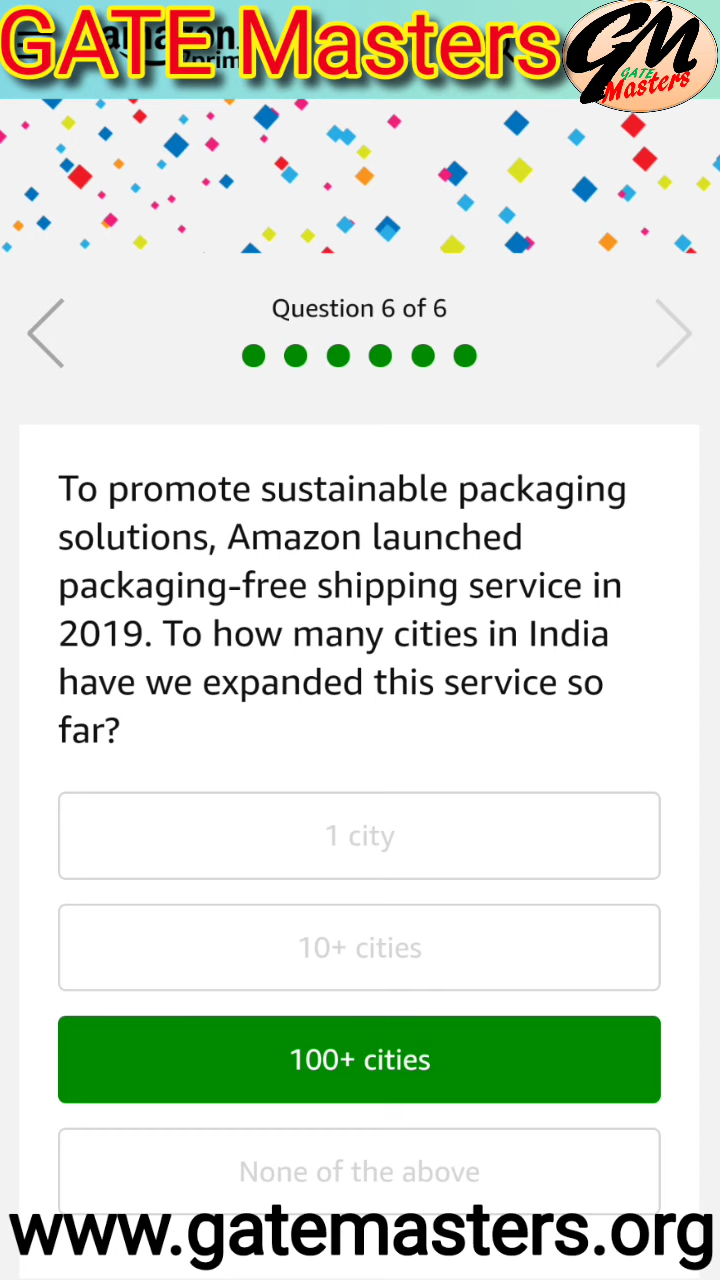 GATE Masters
GM
GATE
Masters
Question 6 of 6
To promote sustainable packaging
solutions, Amazon launched
packaging-free shipping service in
2019. To how many cities in India
have we expanded this service so
far?
1 city
10+ cities
100+ cities
None of the above
www.gatemasters.org